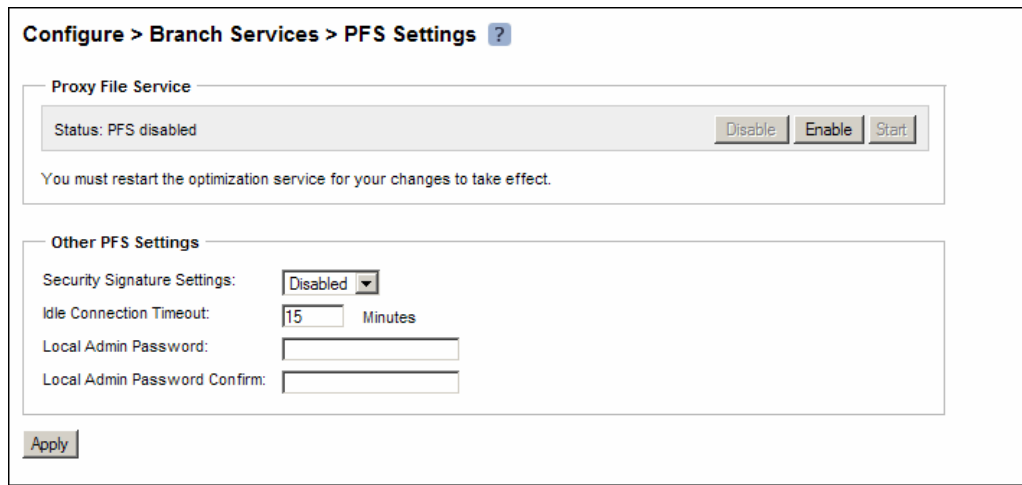 Configure > Branch Services > PFS Settings ?
Proxy File Service
Status: PFS disabled Disable Enable Start
You must restart the optimization service for your changes to take effect.
Other PFS Settings
Security Signature Settings: Disabled
Idle Connection Timeout: 15 Minutes
Local Admin Password:
Local Admin Password Confirm:
Apply